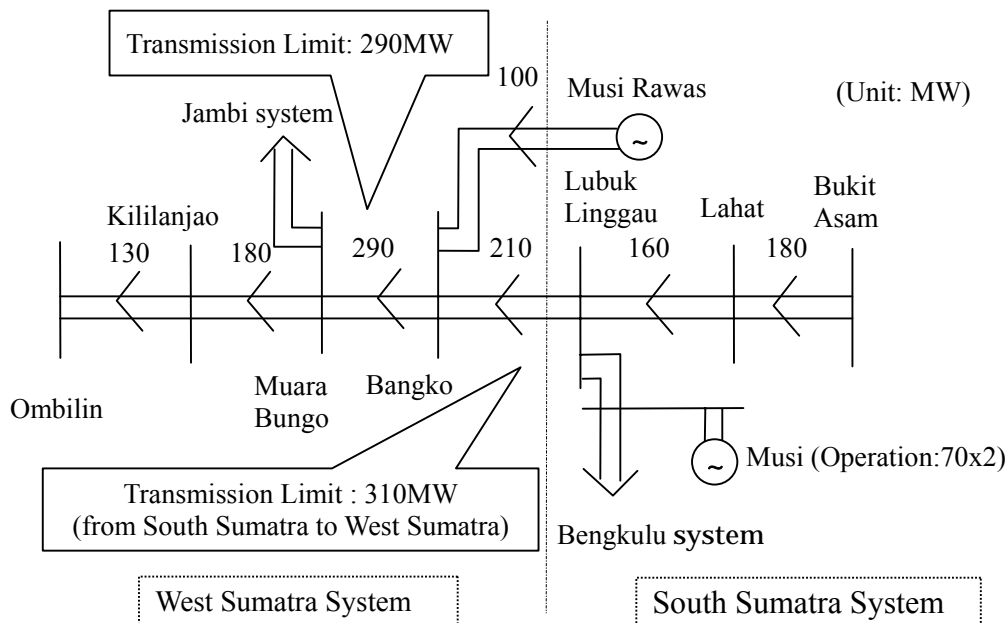 Transmission Limit: 290MW
100
Musi Rawas
(Unit: MW)
Jambi system
~
Lubuk
Linggau
Lahat
Bukit
Asam
Kililanjao
130
180
290
210
160
180
Ombilin
Muara
Bungo
Bangko
~
Musi (Operation:70x2)
Transmission Limit : 310MW
(from South Sumatra to West Sumatra)
Bengkulu system
West Sumatra System
South Sumatra System